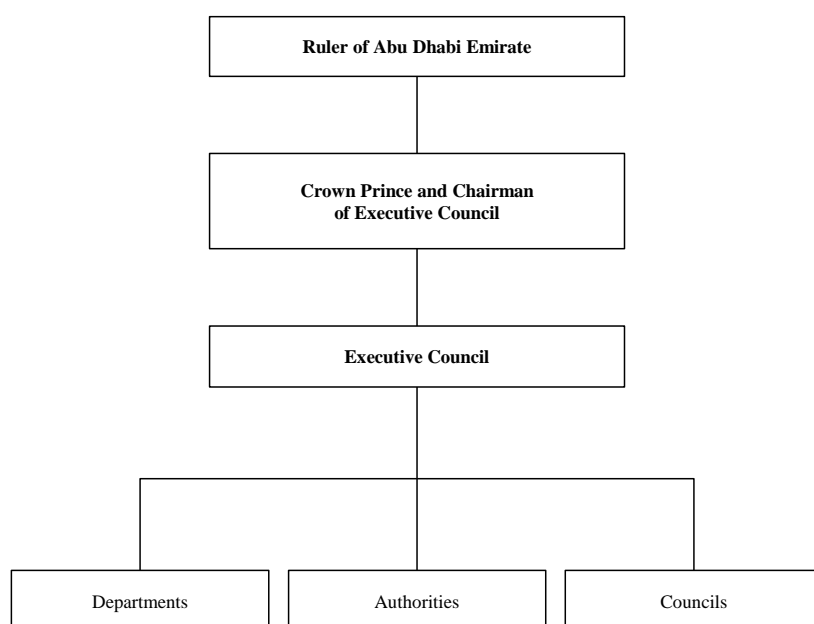 Ruler of Abu Dhabi Emirate
Crown Prince and Chairman
of Executive Council
Executive Council
Departments
Authorities
Councils